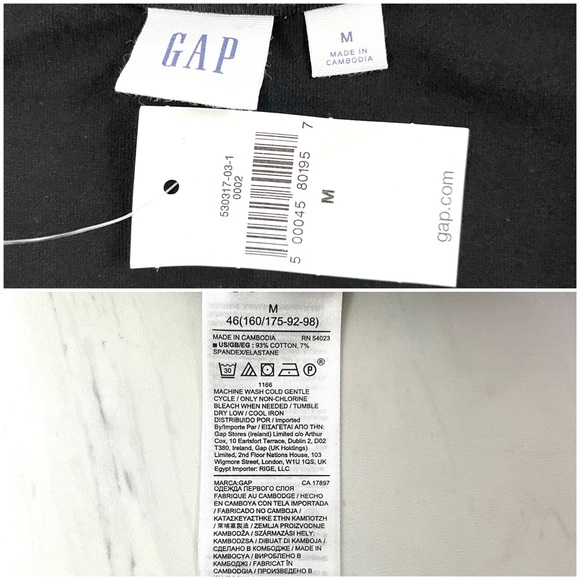 GAP
M
MADE IN
CAMBODIA
530317-03-1
0002
5 00045 80195 7
M
gap.com
M
46(160/175-92-98)
MADE IN CAMBODIA RN 54023
US/GB/EG : 93% COTTON, 7%
SPANDEX/ELASTANE
30
P
®
1166
MACHINE WASH COLD GENTLE
CYCLE / ONLY NON-CHLORINE
BLEACH WHEN NEEDED / TUMBLE
DRY LOW / COOL IRON
DISTRIBUTED FOR / Imported
By/Importe Par / ΕΙΣΑΓΕΤΑΙ ΑΠΟ ΤΗΝ:
Gap Stores (Ireland) Limited c/o Arthur
Cox, 10 Earlsfort Terrace, Dublin 2, D02
T380, Ireland, Gap (UK Holdings)
Limited, 2nd Floor Nations House, 103
Wigmore Street, London, W1U 1QS, UK
Egypt Importer: RIGE, LLC
MARCA:GAP CA 17897
ОДЕЖДА ПЕРВОГО СЛОЯ
FABRIQUE AU CAMBODGE / HECHO
EN CAMBOYA CON TELA IMPORTADA
/ FABRICADO NO CAMBOJA /
ΚΑΤΑΣΚΕΥΑΣΤΗΚΕ ΣΤΗΝ ΚΑΜΠΟΤΖΗ
/ 柬埔寨製造 / ZEMLJA PROIZVODNJE
KAMBODŽA / SZÁRMAZÁSI HELY:
KAMBODZSA / DIBUAT DI KAMBOJA /
СДЕЛАНО В КОМБОДЖЕ / MADE IN
KAMBOCYA / ВИРОБЛЕНО В
КАМБОДЖІ / FABRICAT ÎN
CAMBODGIA / ПРОИЗВЕДЕНО В